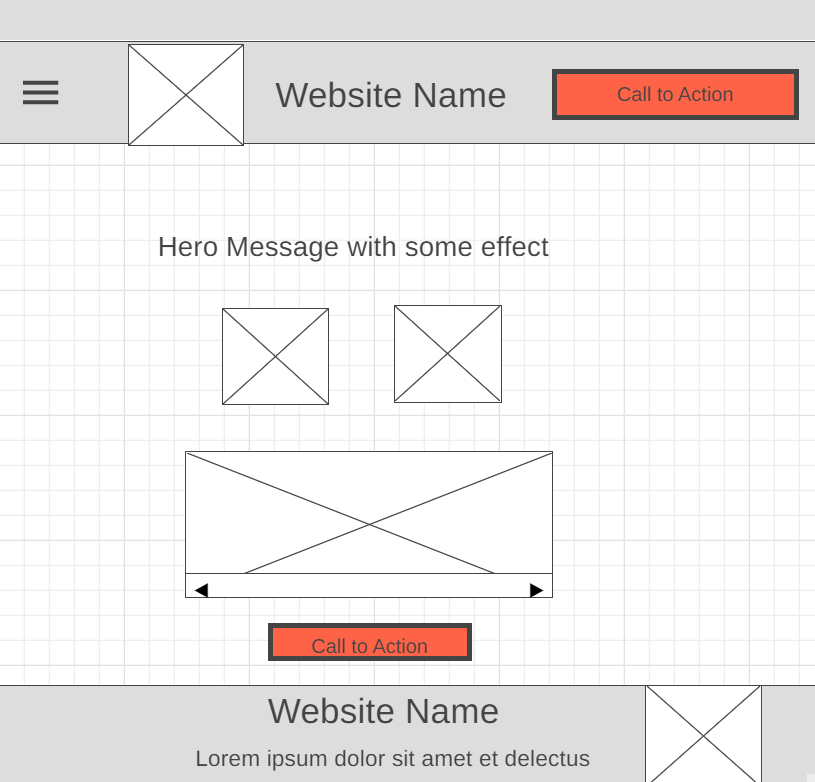 Website Name
Call to Action
Hero Message with some effect
Call to Action
Website Name
Lorem ipsum dolor sit amet et delectus